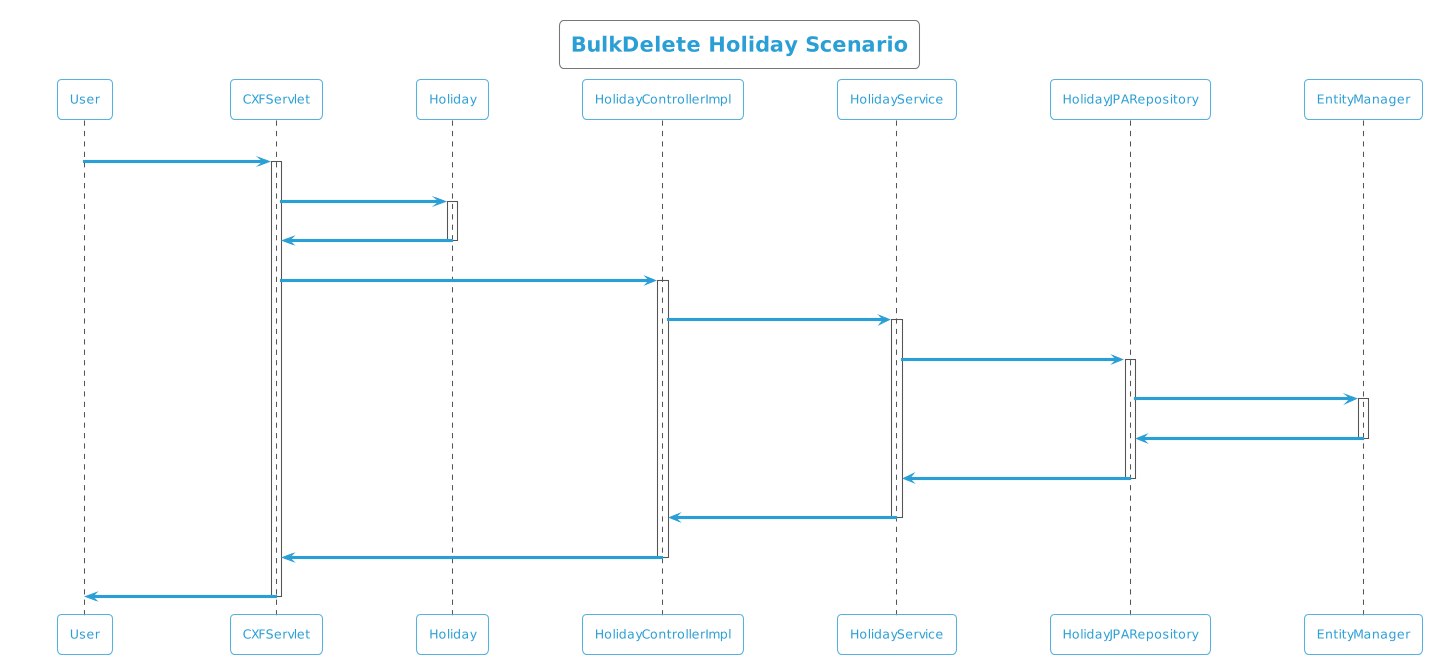 BulkDelete Holiday Scenario
User
CXFServlet
Holiday
HolidayControllerImpl
HolidayService
HolidayJPARepository
EntityManager
User
CXFServlet
Holiday
HolidayControllerImpl
HolidayService
HolidayJPARepository
EntityManager